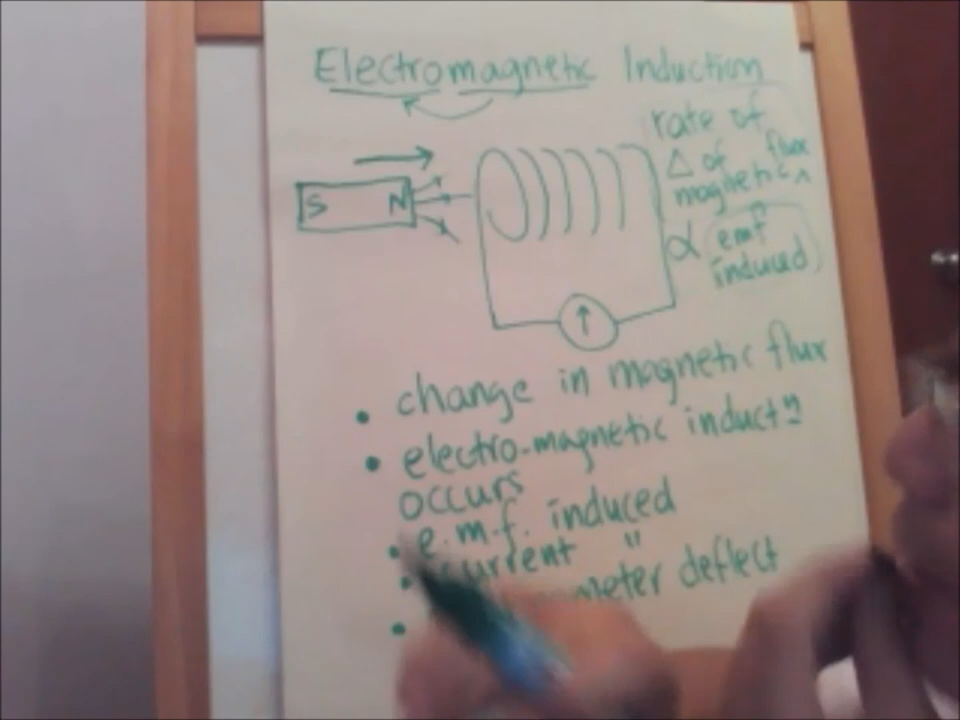 Electromagnetic Induction
rate of
Δ of flux
magnetic ^
α emf
induced
S N
• change in magnetic flux
• electro-magnetic induct=n
occurs
• e.m.f. induced
• current "
• meter deflect